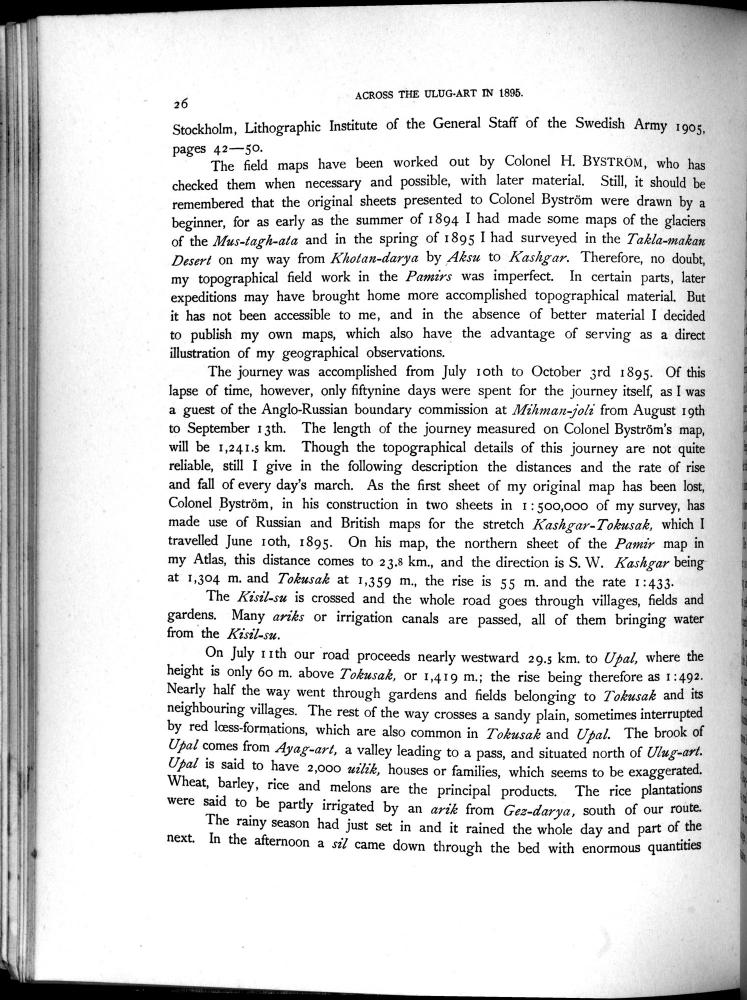 26
ACROSS THE ULUG-ART IN 1895.
Stockholm, Lithographic Institute of the General Staff of the Swedish Army 1905,
pages 42—50.
The field maps have been worked out by Colonel H. BYSTRÖM, who has
checked them when necessary and possible, with later material. Still, it should be
remembered that the original sheets presented to Colonel Byström were drawn by a
beginner, for as early as the summer of 1894 I had made some maps of the glaciers
of the Mus-tagh-ata and in the spring of 1895 I had surveyed in the Takla-makan
Desert on my way from Khotan-darya by Aksu to Kashgar. Therefore, no doubt,
my topographical field work in the Pamirs was imperfect. In certain parts, later
expeditions may have brought home more accomplished topographical material. But
it has not been accessible to me, and in the absence of better material I decided
to publish my own maps, which also have the advantage of serving as a direct
illustration of my geographical observations.
The journey was accomplished from July 10th to October 3rd 1895. Of this
lapse of time, however, only fiftynine days were spent for the journey itself, as I was
a guest of the Anglo-Russian boundary commission at Mihman-joli from August 19th
to September 13th. The length of the journey measured on Colonel Byström's map,
will be 1,241.5 km. Though the topographical details of this journey are not quite
reliable, still I give in the following description the distances and the rate of rise
and fall of every day's march. As the first sheet of my original map has been lost,
Colonel Byström, in his construction in two sheets in 1:500,000 of my survey, has
made use of Russian and British maps for the stretch Kashgar-Tokusak, which I
travelled June 10th, 1895. On his map, the northern sheet of the Pamir map in
my Atlas, this distance comes to 23.8 km., and the direction is S. W. Kashgar being
at 1,304 m. and Tokusak at 1,359 m., the rise is 55 m. and the rate 1:433.
The Kisil-su is crossed and the whole road goes through villages, fields and
gardens. Many ariks or irrigation canals are passed, all of them bringing water
from the Kisil-su.
On July 11th our road proceeds nearly westward 29.5 km. to Upal, where the
height is only 60 m. above Tokusak, or 1,419 m.; the rise being therefore as 1:492.
Nearly half the way went through gardens and fields belonging to Tokusak and its
neighbouring villages. The rest of the way crosses a sandy plain, sometimes interrupted
by red lœss-formations, which are also common in Tokusak and Upal. The brook of
Upal comes from Ayag-art, a valley leading to a pass, and situated north of Ulug-art.
Upal is said to have 2,000 uilik, houses or families, which seems to be exaggerated.
Wheat, barley, rice and melons are the principal products. The rice plantations
were said to be partly irrigated by an arik from Gez-darya, south of our route.
The rainy season had just set in and it rained the whole day and part of the
next. In the afternoon a sil came down through the bed with enormous quantities